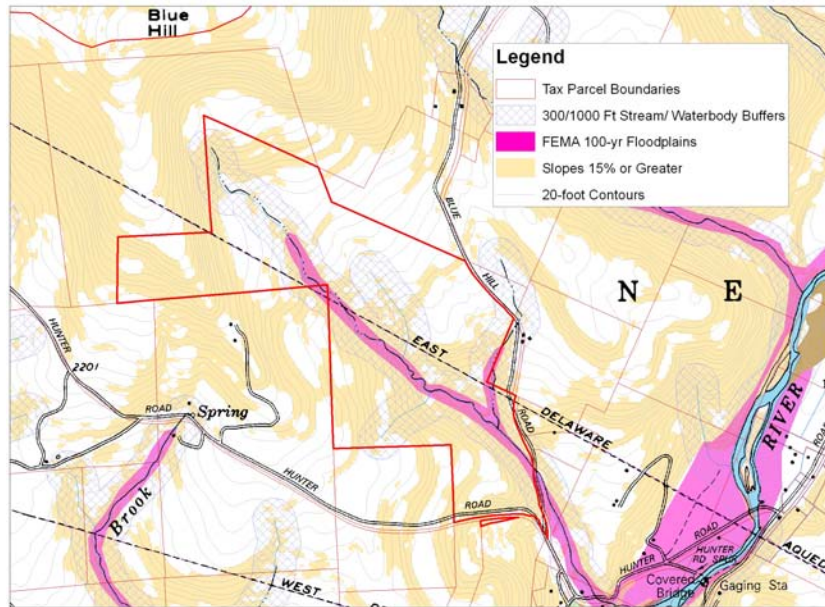 Blue
Hill
Legend
Tax Parcel Boundaries
300/1000 Ft Stream/ Waterbody Buffers
FEMA 100-yr Floodplains
Slopes 15% or Greater
20-foot Contours
BLUE
HILL
ROAD
N E
EAST
DELAWARE
AQUED
RIVER
ROAD
HUNTER
2201
ROAD
Spring
HUNTER
ROAD
Brook
WEST
HUNTER
ROAD
HUNTER
RD SPUR
Covered
Bridge
Gaging Sta